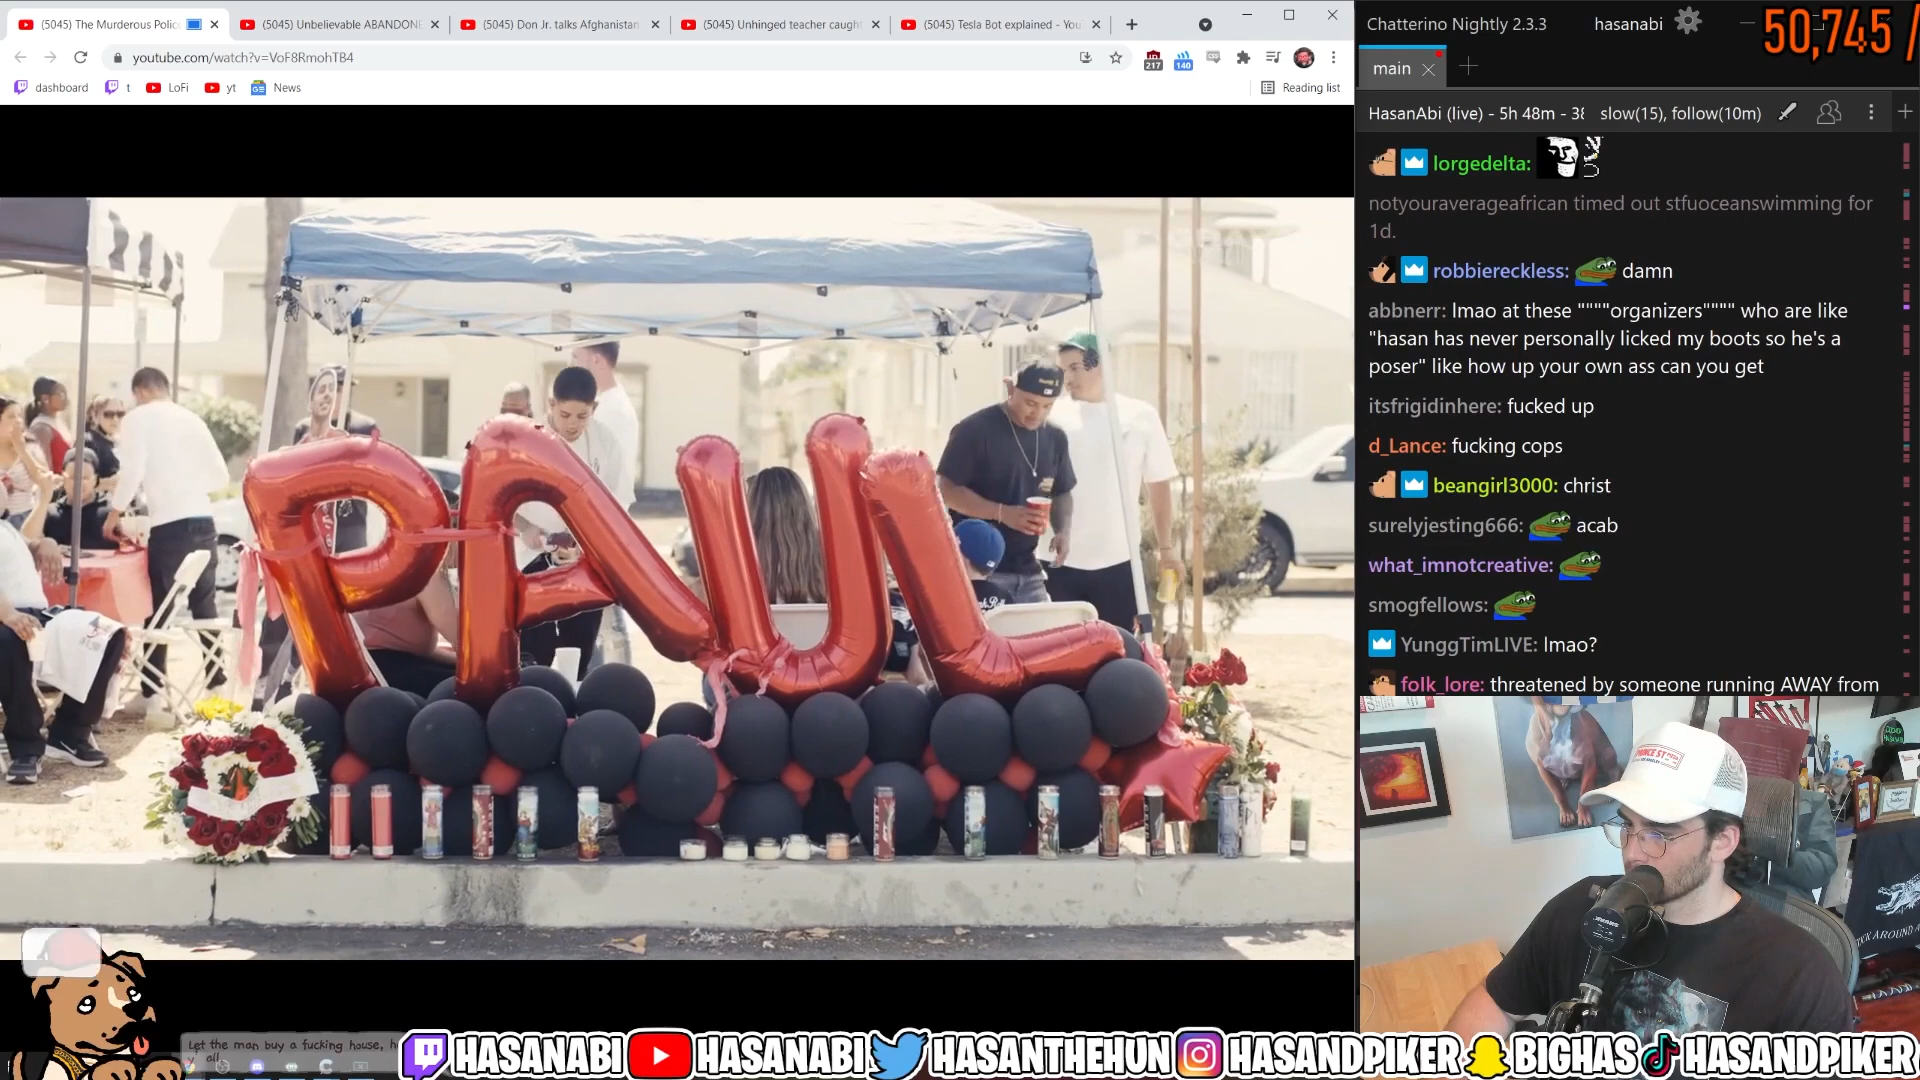 (5045) The Murderous Polic
(5045) Unbelievable ABANDONE
(5045) Don Jr. talks Afghanistan
(5045) Unhinged teacher caught
(5045) Tesla Bot explained - You
youtube.com/watch?v=VoF8RmohTB4
217
140
dashboard
t
LoFi
yt
News
Reading list
PAUL
Chatterino Nightly 2.3.3
hasanabi
50,745 /
main
HasanAbi (live) - 5h 48m - 38
slow(15), follow(10m)
lorgedelta:
notyouraverageafrican timed out stfuoceanswimming for
1d.
robbiereckless: damn
abbnerr: lmao at these """"organizers"""" who are like
"hasan has never personally licked my boots so he's a
poser" like how up your own ass can you get
itsfrigidinhere: fucked up
d_Lance: fucking cops
beangirl3000: christ
surelyjesting666: acab
what_imnotcreative:
smogfellows:
YunggTimLIVE: lmao?
folk_lore: threatened by someone running AWAY from
Let the man buy a fucking house,
all
HASANABI
HASANABI
HASANTHEHUN
HASANDPIKER
BIGHAS
HASANDPIKER